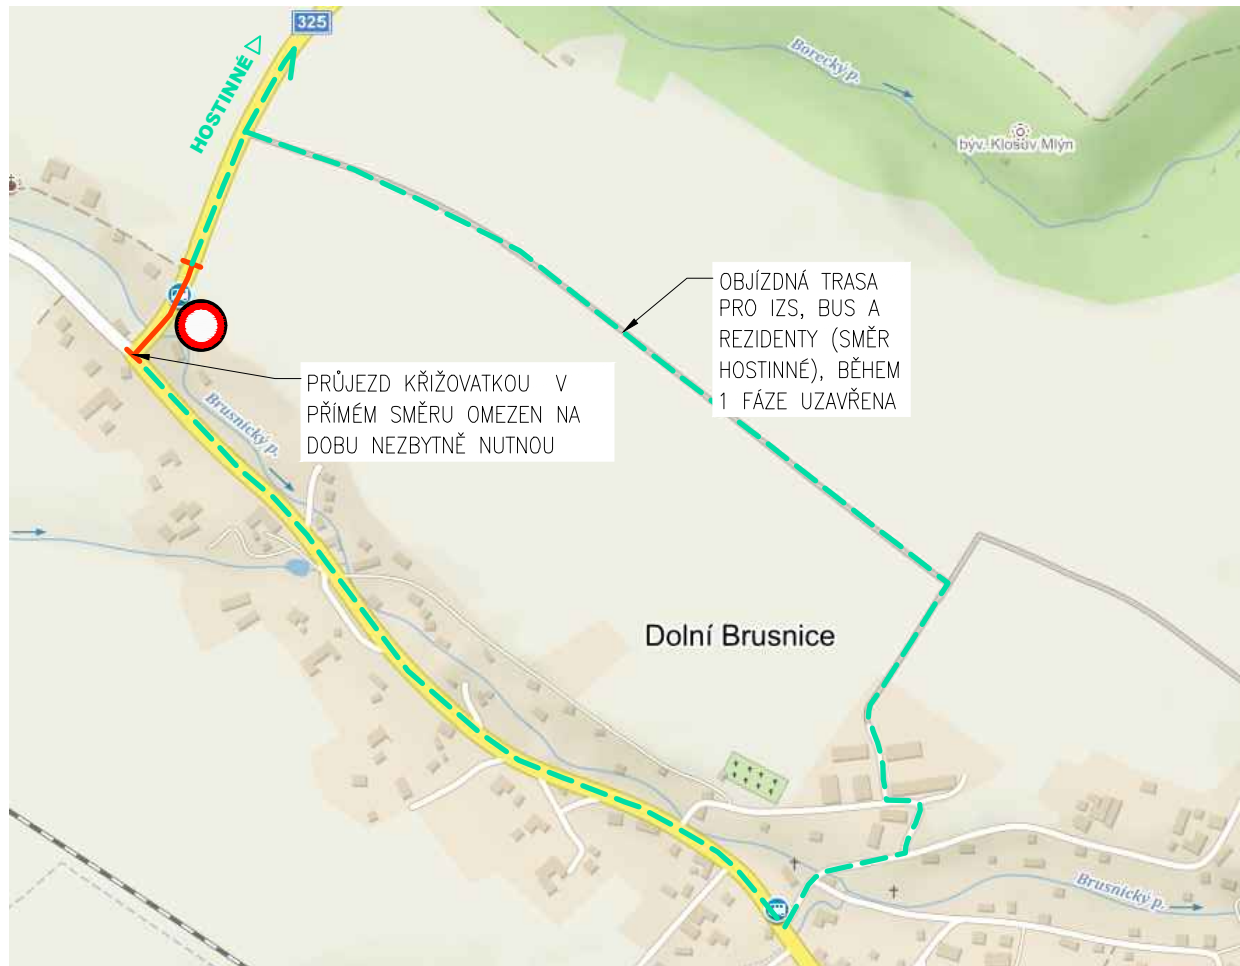 325
HOSTINNÉ
Borecký p.
býv. Klosův Mlýn
OBJÍZDNÁ TRASA
PRO IZS, BUS A
REZIDENTY (SMĚR
HOSTINNÉ), BĚHEM
1 FÁZE UZAVŘENA
PRŮJEZD KŘIŽOVATKOU V
PŘÍMÉM SMĚRU OMEZEN NA
DOBU NEZBYTNĚ NUTNOU
Brusnický p.
Dolní Brusnice
Brusnický p.